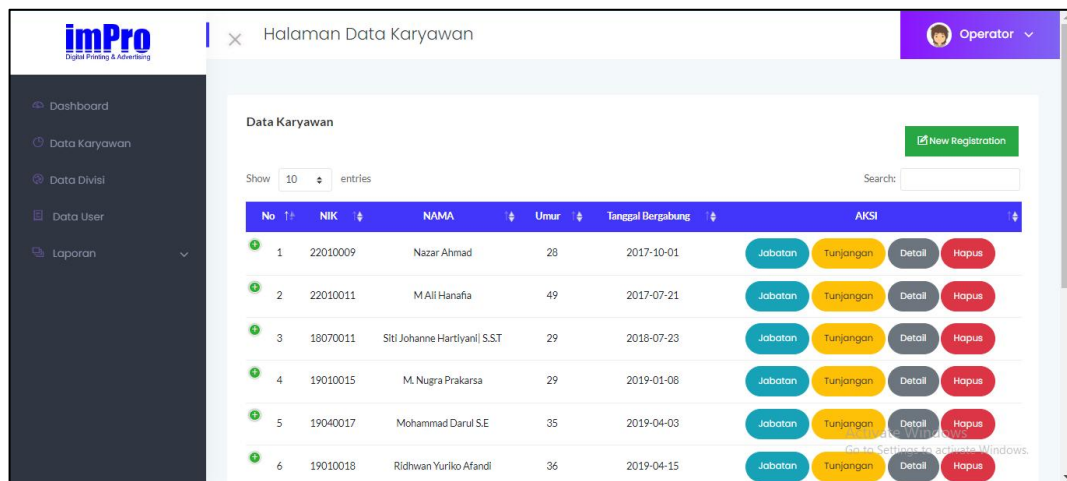 imPro
Digital Printing & Advertising
Halaman Data Karyawan
Operator
Dashboard
Data Karyawan
Data Divisi
Data User
Laporan
Data Karyawan
New Registration
Show 10 entries
Search:
No NIK NAMA Umur Tanggal Bergabung AKSI
1 22010009 Nazar Ahmad 28 2017-10-01 Jabatan Tunjangan Detail Hapus
2 22010011 M Ali Hanafia 49 2017-07-21 Jabatan Tunjangan Detail Hapus
3 18070011 Siti Johanne Hartiyani| S.S.T 29 2018-07-23 Jabatan Tunjangan Detail Hapus
4 19010015 M. Nugra Prakarsa 29 2019-01-08 Jabatan Tunjangan Detail Hapus
5 19040017 Mohammad Darul S.E 35 2019-04-03 Jabatan Tunjangan Detail Hapus
6 19010018 Ridhwan Yuriko Afandi 36 2019-04-15 Jabatan Tunjangan Detail Hapus
Activate Windows
Go to Settings to activate Windows.